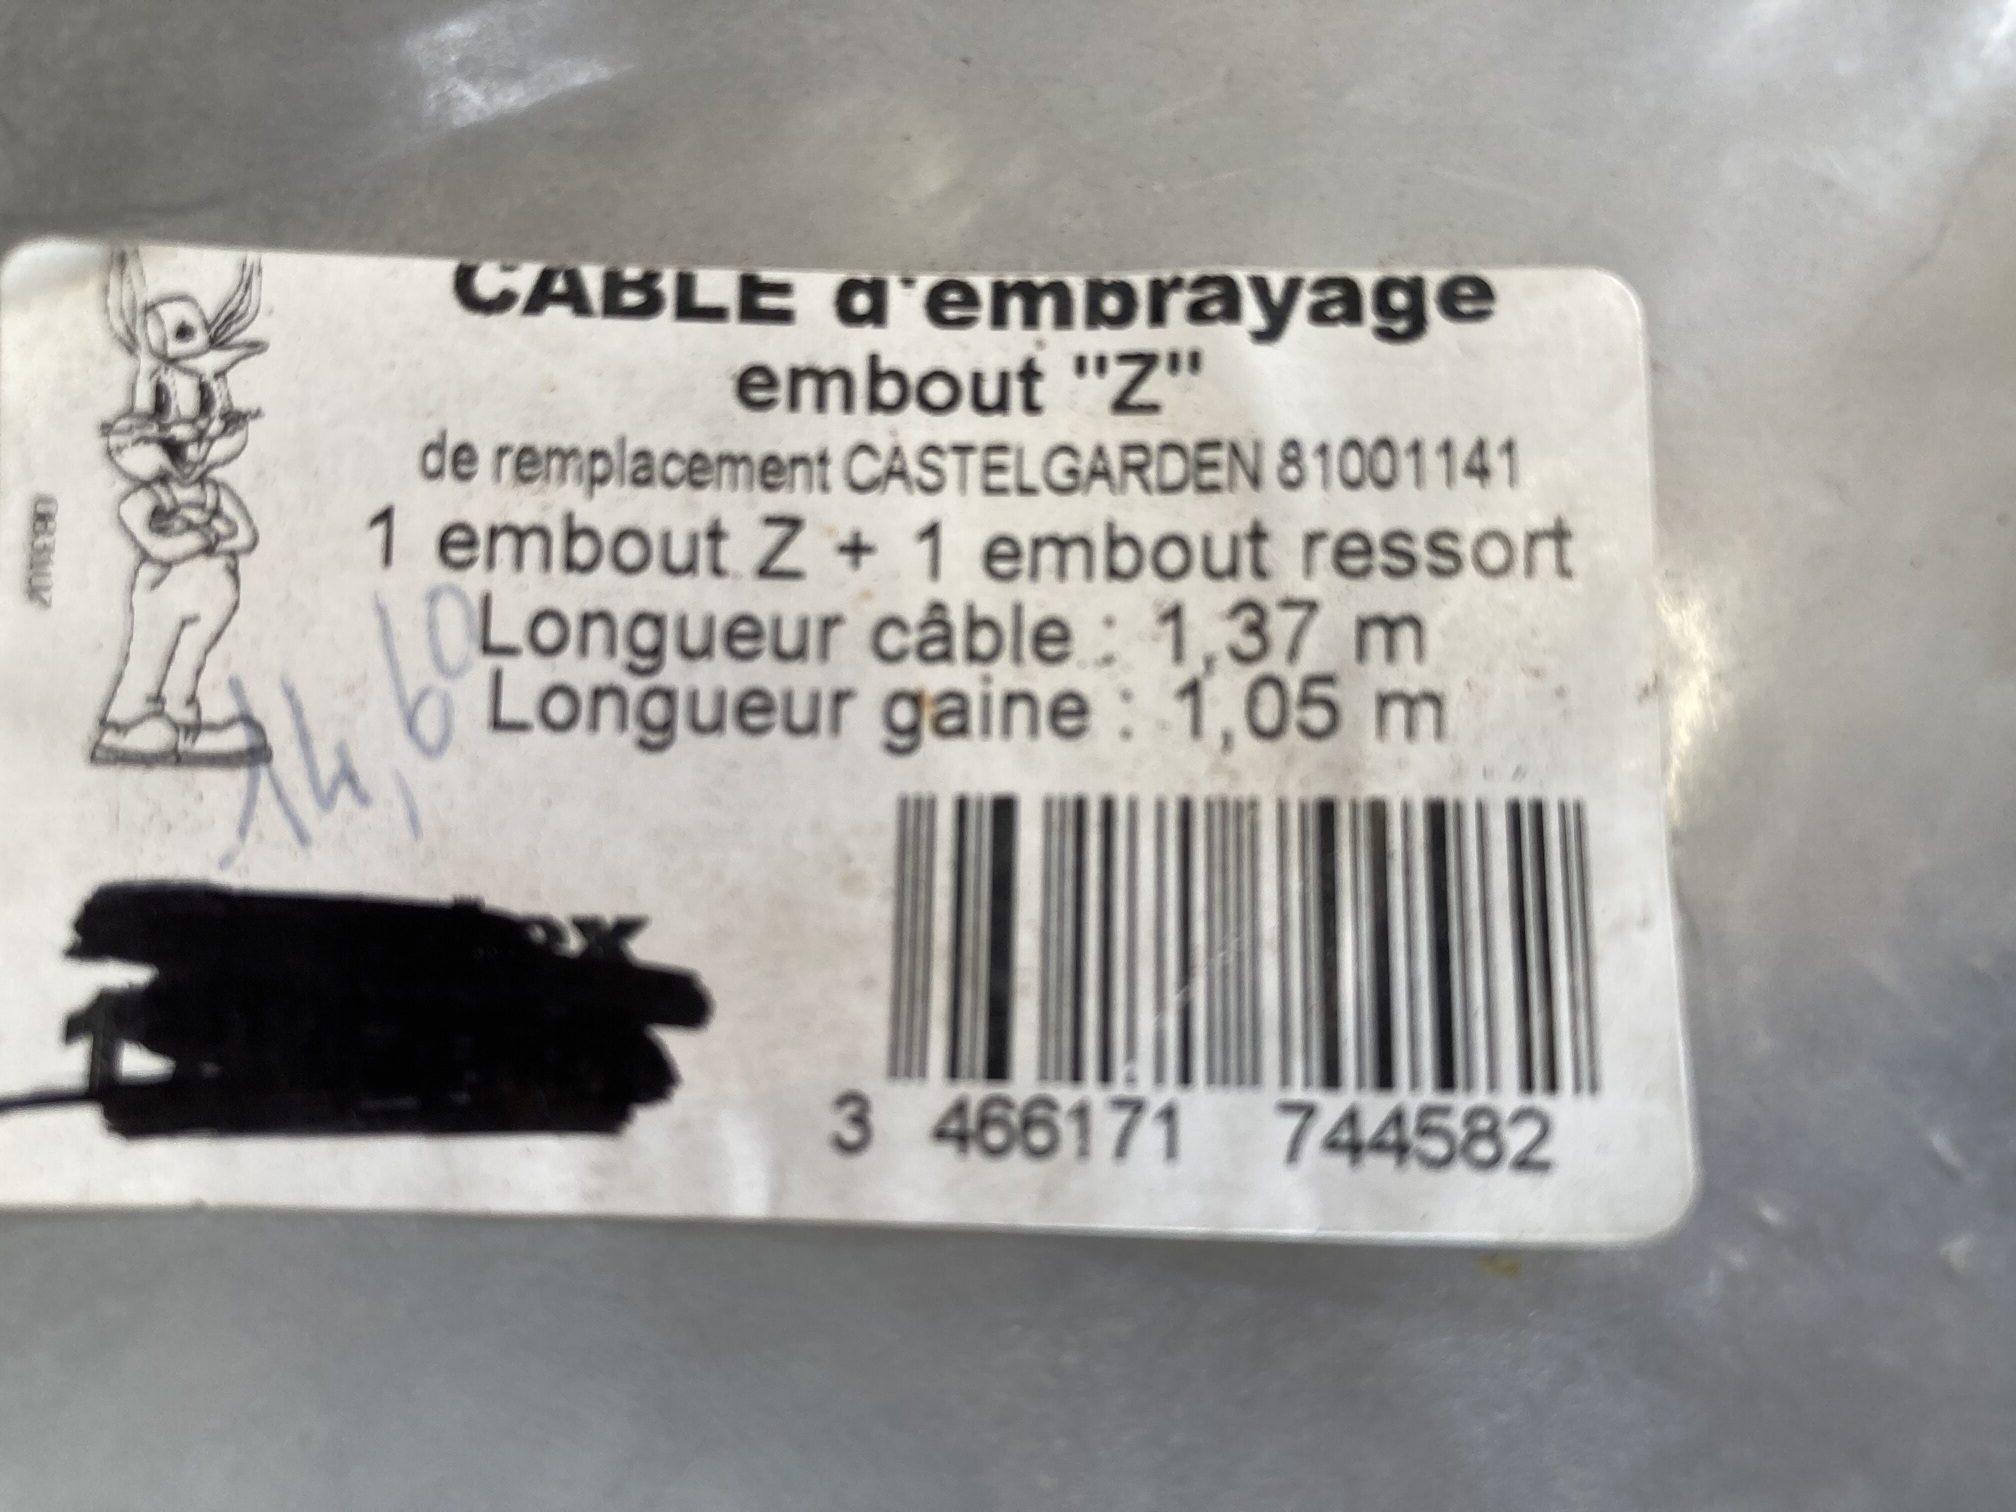 CABLE d'embrayage
embout "Z"
de remplacement CASTELGARDEN 81001141
1 embout Z + 1 embout ressort
Longueur câble : 1,37 m
Longueur gaine : 1,05 m
14,60
3 466171 744582